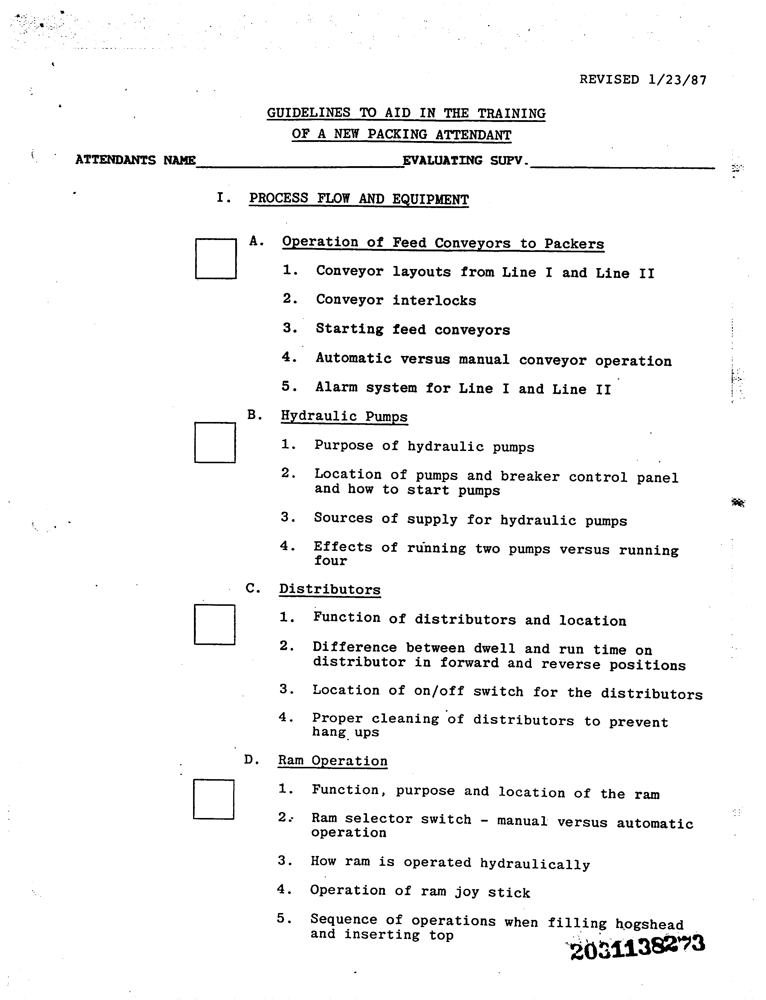 REVISED 1/23/87
GUIDELINES TO AID IN THE TRAINING
OF A NEW PACKING ATTENDANT
ATTENDANTS NAME____________________EVALUATING SUPV.____________________
I. PROCESS FLOW AND EQUIPMENT
A. Operation of Feed Conveyors to Packers
1. Conveyor layouts from Line I and Line II
2. Conveyor interlocks
3. Starting feed conveyors
4. Automatic versus manual conveyor operation
5. Alarm system for Line I and Line II
B. Hydraulic Pumps
1. Purpose of hydraulic pumps
2. Location of pumps and breaker control panel
and how to start pumps
3. Sources of supply for hydraulic pumps
4. Effects of running two pumps versus running
four
C. Distributors
1. Function of distributors and location
2. Difference between dwell and run time on
distributor in forward and reverse positions
3. Location of on/off switch for the distributors
4. Proper cleaning of distributors to prevent
hang ups
D. Ram Operation
1. Function, purpose and location of the ram
2. Ram selector switch - manual versus automatic
operation
3. How ram is operated hydraulically
4. Operation of ram joy stick
5. Sequence of operations when filling hogshead
and inserting top
2031138273